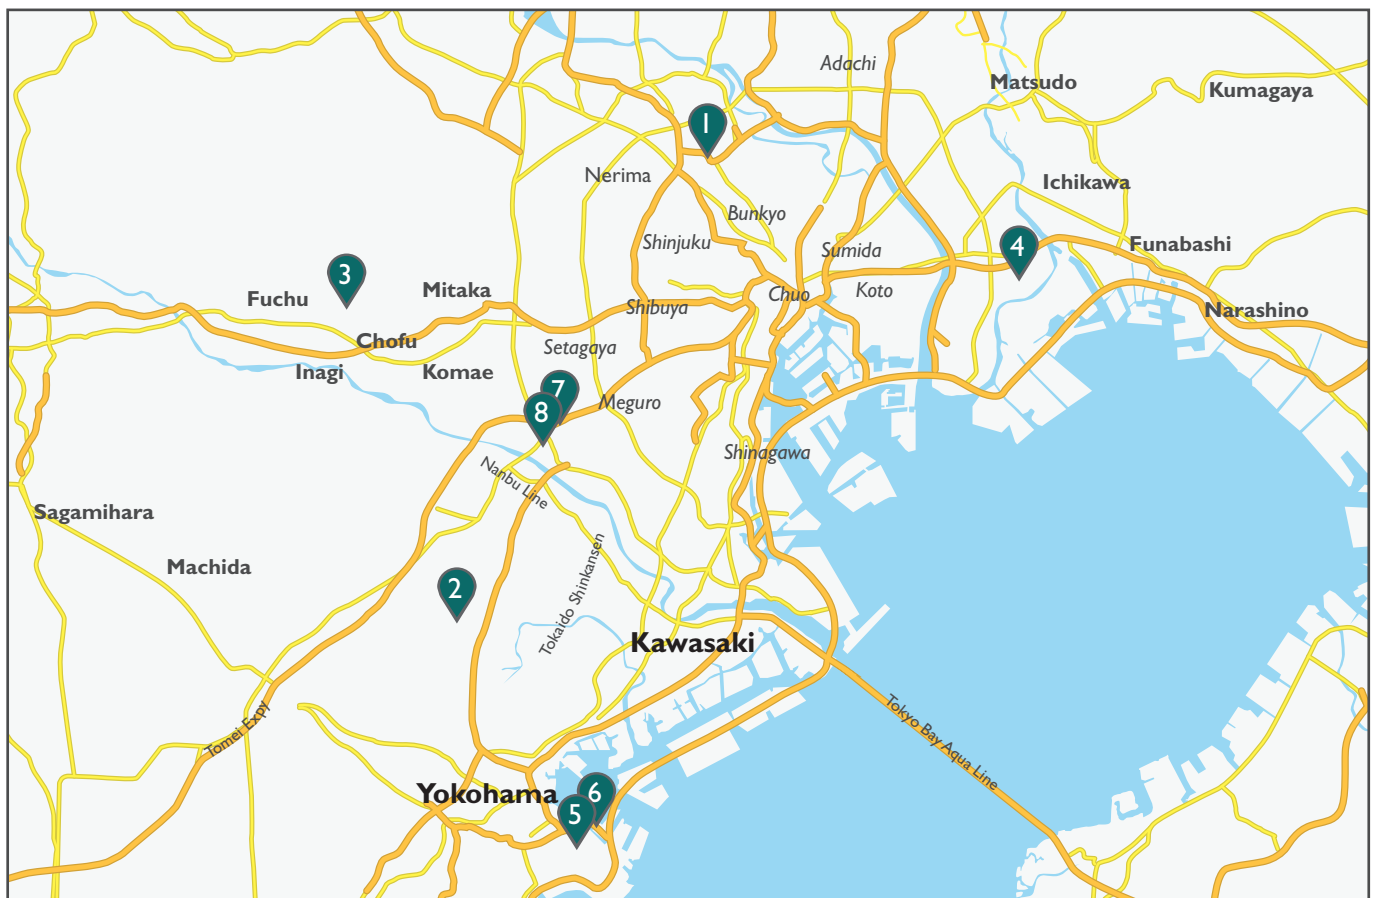 Adachi
Matsudo
Kumagaya
1
Nerima
Ichikawa
Bunkyo
Shinjuku
Sumida
4
Funabashi
3
Fuchu
Mitaka
Shibuya
Chuo
Koto
Narashino
Chofu
Setagaya
Inagi
Komae
7
8
Meguro
Shinagawa
Nanbu Line
Sagamihara
Machida
2
Tokaido Shinkansen
Kawasaki
Tomei Expy
Tokyo Bay Aqua Line
Yokohama
6
5